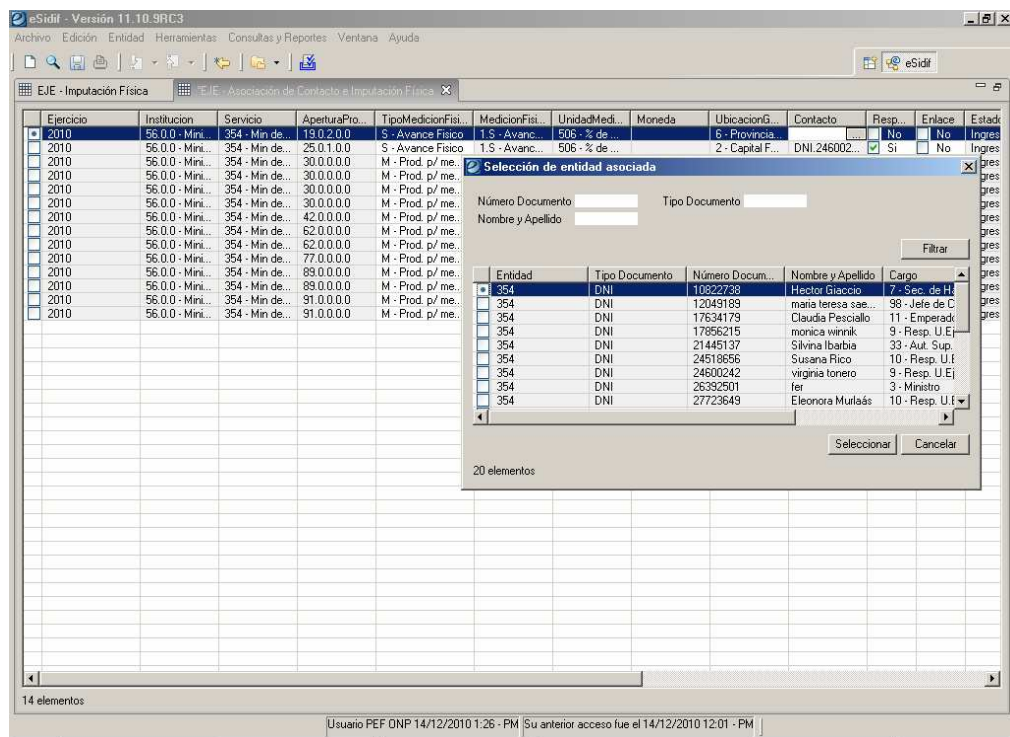 eSidif - Versión 11.10.9RC3
Archivo Edición Entidad Herramientas Consultas y Reportes Ventana Ayuda
eSidif
EJE - Imputación Física *EJE - Asociación de Contacto e Imputación Física
Ejercicio Institucion Servicio AperturaPro... TipoMedicionFisi... MedicionFisi... UnidadMedi... Moneda UbicacionG... Contacto Resp... Enlace Estado
2010 56.0.0 - Mini... 354 - Min de... 19.0.2.0.0 S - Avance Fisico 1.S - Avanc... 506 - % de ... 6 - Provincia... ... No No Ingres
2010 56.0.0 - Mini... 354 - Min de... 25.0.1.0.0 S - Avance Fisico 1.S - Avanc... 506 - % de ... 2 - Capital F... DNI.246002... Si No Ingres
2010 56.0.0 - Mini... 354 - Min de... 30.0.0.0.0 M - Prod. p/ me... gres
2010 56.0.0 - Mini... 354 - Min de... 30.0.0.0.0 M - Prod. p/ me... gres
2010 56.0.0 - Mini... 354 - Min de... 30.0.0.0.0 M - Prod. p/ me... gres
2010 56.0.0 - Mini... 354 - Min de... 30.0.0.0.0 M - Prod. p/ me... gres
2010 56.0.0 - Mini... 354 - Min de... 42.0.0.0.0 M - Prod. p/ me... gres
2010 56.0.0 - Mini... 354 - Min de... 62.0.0.0.0 M - Prod. p/ me... gres
2010 56.0.0 - Mini... 354 - Min de... 62.0.0.0.0 M - Prod. p/ me... gres
2010 56.0.0 - Mini... 354 - Min de... 77.0.0.0.0 M - Prod. p/ me... gres
2010 56.0.0 - Mini... 354 - Min de... 89.0.0.0.0 M - Prod. p/ me... gres
2010 56.0.0 - Mini... 354 - Min de... 89.0.0.0.0 M - Prod. p/ me... gres
2010 56.0.0 - Mini... 354 - Min de... 91.0.0.0.0 M - Prod. p/ me... gres
2010 56.0.0 - Mini... 354 - Min de... 91.0.0.0.0 M - Prod. p/ me... gres
Selección de entidad asociada
Número Documento Tipo Documento
Nombre y Apellido
Filtrar
Entidad Tipo Documento Número Docum... Nombre y Apellido Cargo
354 DNI 10822738 Hector Giaccio 7 - Sec. de Ha
354 DNI 12049189 maria teresa sae... 98 - Jefe de C
354 DNI 17634179 Claudia Pesciallo 11 - Emperado
354 DNI 17856215 monica winnik 9 - Resp. U.Ej
354 DNI 21445137 Silvina Ibarbia 33 - Aut. Sup.
354 DNI 24518656 Susana Rico 10 - Resp. U.E
354 DNI 24600242 virginia tonero 9 - Resp. U.Ej
354 DNI 26392501 fer 3 - Ministro
354 DNI 27723649 Eleonora Murlaás 10 - Resp. U.E
Seleccionar Cancelar
20 elementos
14 elementos
Usuario PEF ONP 14/12/2010 1:26 - PM Su anterior acceso fue el 14/12/2010 12:01 - PM